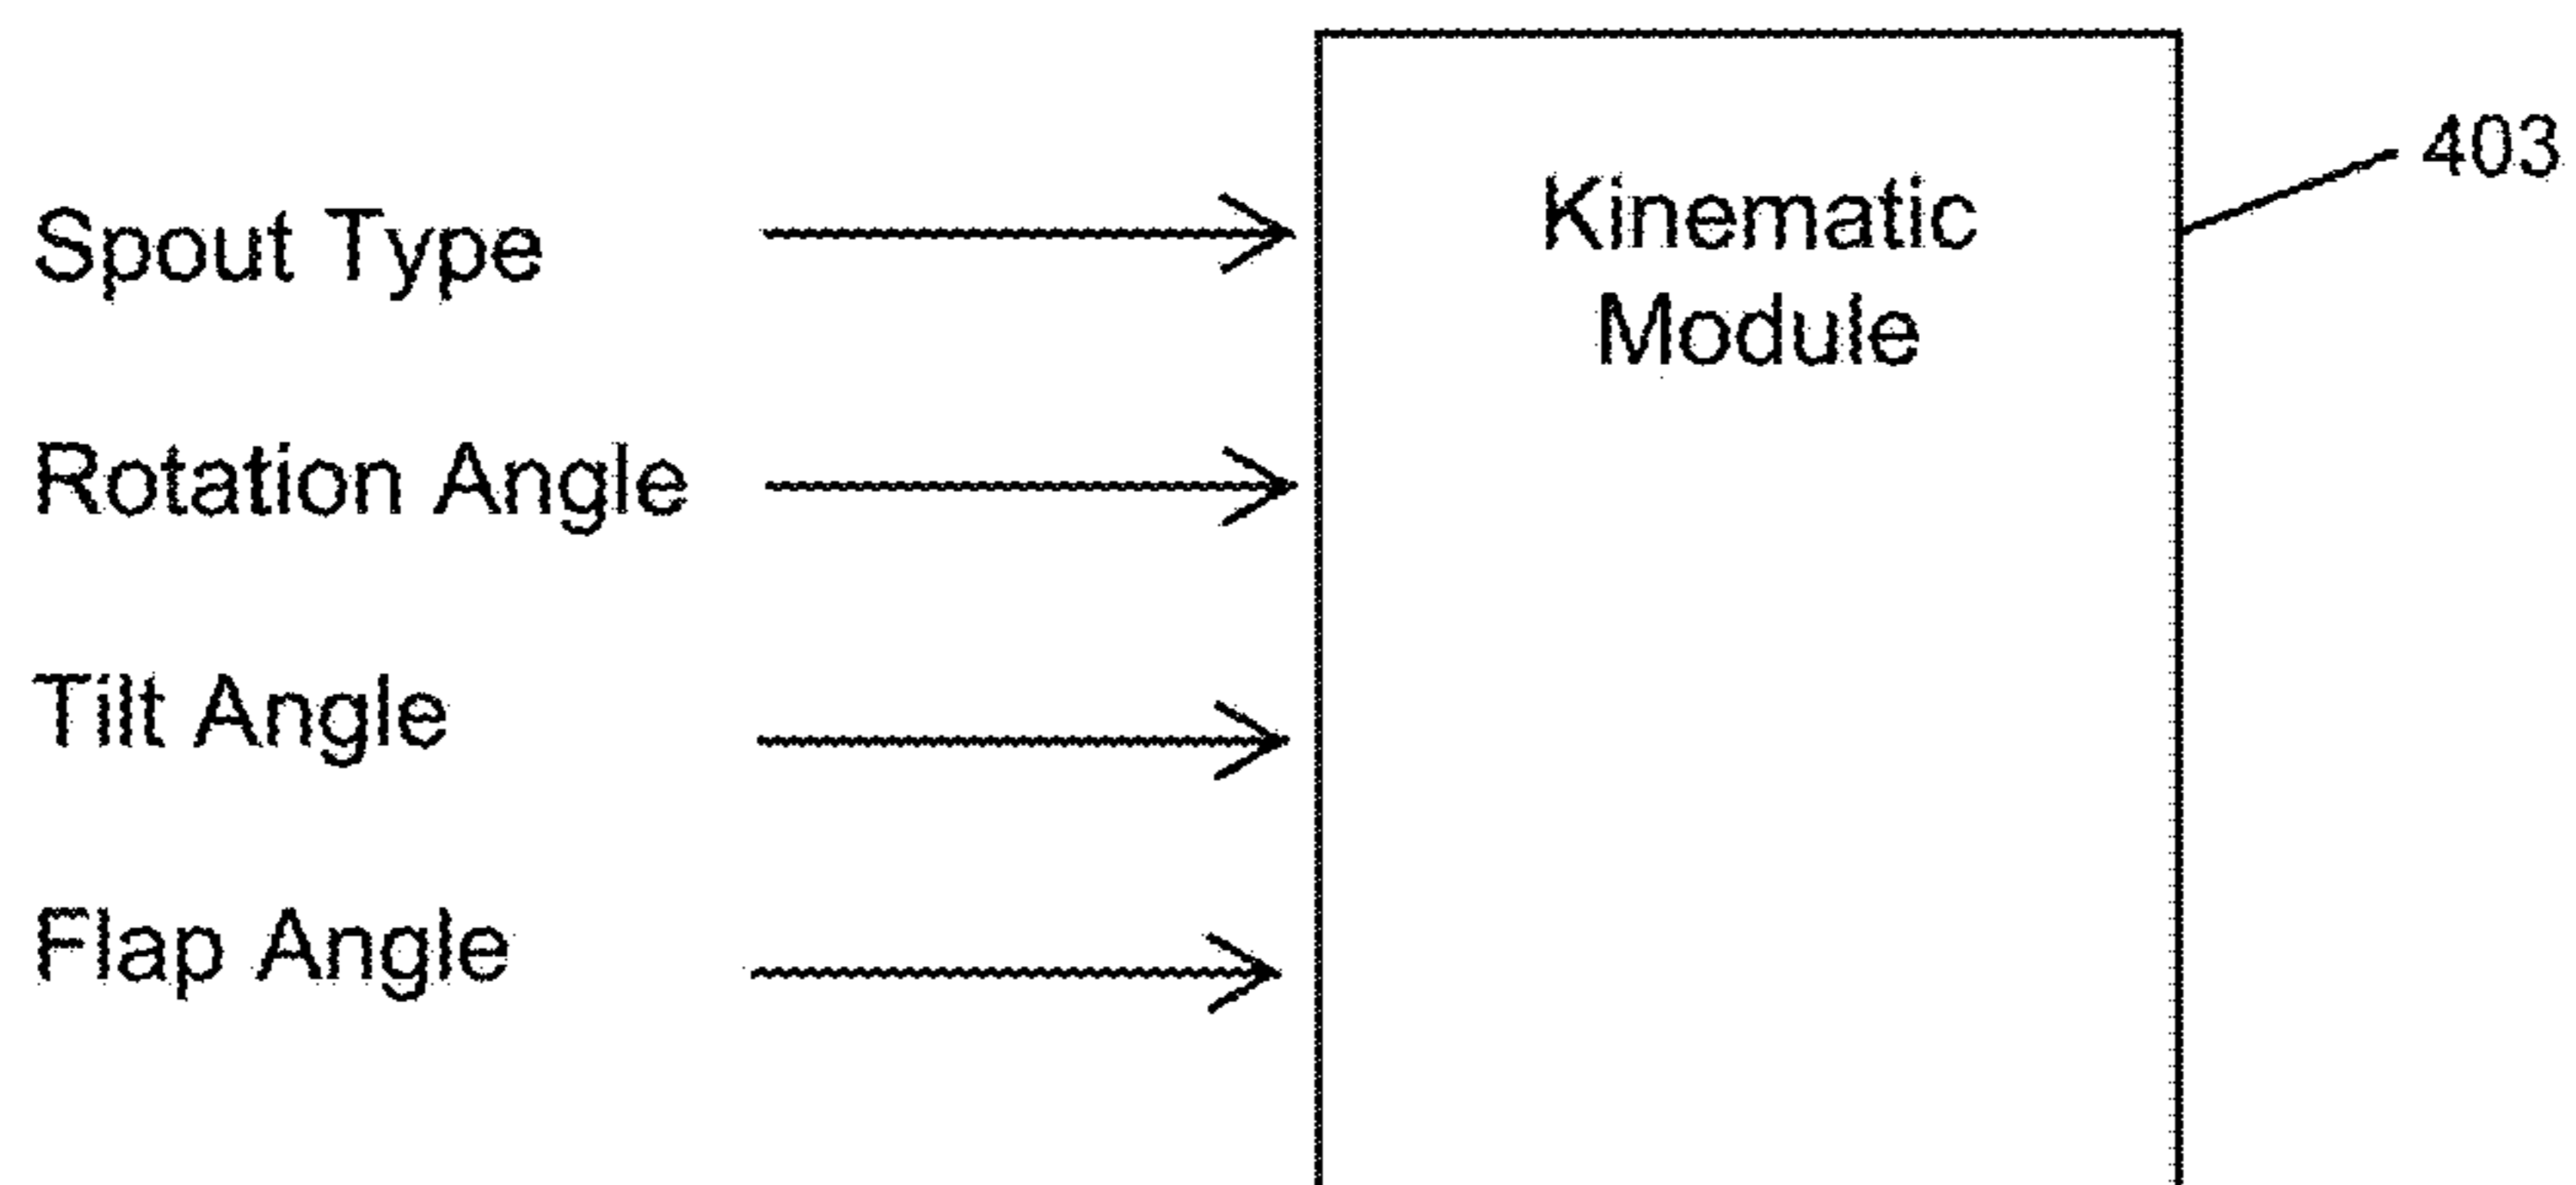 Spout Type
Rotation Angle
Tilt Angle
Flap Angle
Kinematic
Module
403